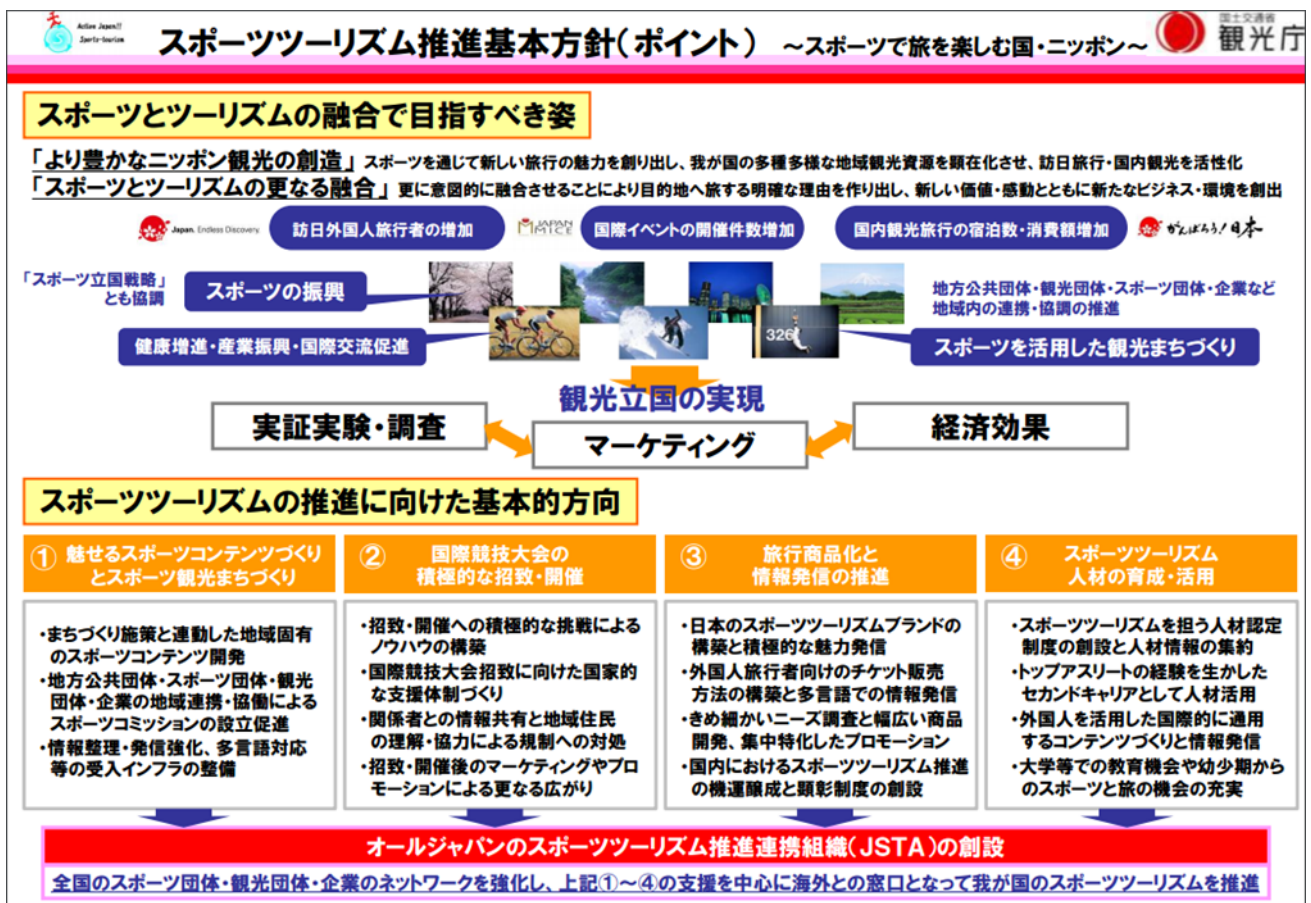 Active Japan!!
Sports-tourism
スポーツツーリズム推進基本方針(ポイント) ～スポーツで旅を楽しむ国・ニッポン～
国土交通省
観光庁
スポーツとツーリズムの融合で目指すべき姿
「より豊かなニッポン観光の創造」 スポーツを通じて新しい旅行の魅力を創り出し、我が国の多種多様な地域観光資源を顕在化させ、訪日旅行・国内観光を活性化
「スポーツとツーリズムの更なる融合」 更に意図的に融合させることにより目的地へ旅する明確な理由を作り出し、新しい価値・感動とともに新たなビジネス・環境を創出
Japan. Endless Discovery.
訪日外国人旅行者の増加
JAPAN
MICE
国際イベントの開催件数増加
国内観光旅行の宿泊数・消費額増加
がんばろう!日本
「スポーツ立国戦略」
とも協調
スポーツの振興
地方公共団体・観光団体・スポーツ団体・企業など
地域内の連携・協調の推進
健康増進・産業振興・国際交流促進
326
スポーツを活用した観光まちづくり
観光立国の実現
実証実験・調査
マーケティング
経済効果
スポーツツーリズムの推進に向けた基本的方向
① 魅せるスポーツコンテンツづくり
とスポーツ観光まちづくり
・まちづくり施策と連動した地域固有
のスポーツコンテンツ開発
・地方公共団体・スポーツ団体・観光
団体・企業の地域連携・協働による
スポーツコミッションの設立促進
・情報整理・発信強化、多言語対応
等の受入インフラの整備
② 国際競技大会の
積極的な招致・開催
・招致・開催への積極的な挑戦による
ノウハウの構築
・国際競技大会招致に向けた国家的
な支援体制づくり
・関係者との情報共有と地域住民
の理解・協力による規制への対処
・招致・開催後のマーケティングやプロ
モーションによる更なる広がり
③ 旅行商品化と
情報発信の推進
・日本のスポーツツーリズムブランドの
構築と積極的な魅力発信
・外国人旅行者向けのチケット販売
方法の構築と多言語での情報発信
・きめ細かいニーズ調査と幅広い商品
開発、集中特化したプロモーション
・国内におけるスポーツツーリズム推進
の機運醸成と顕彰制度の創設
④ スポーツツーリズム
人材の育成・活用
・スポーツツーリズムを担う人材認定
制度の創設と人材情報の集約
・トップアスリートの経験を生かした
セカンドキャリアとして人材活用
・外国人を活用した国際的に通用
するコンテンツづくりと情報発信
・大学等での教育機会や幼少期から
のスポーツと旅の機会の充実
オールジャパンのスポーツツーリズム推進連携組織(JSTA)の創設
全国のスポーツ団体・観光団体・企業のネットワークを強化し、上記①～④の支援を中心に海外との窓口となって我が国のスポーツツーリズムを推進